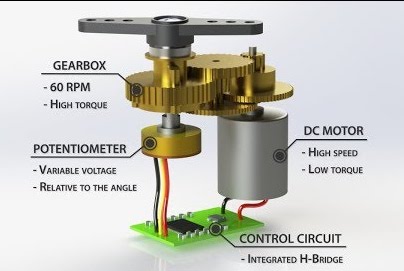 GEARBOX
- 60 RPM
- HIGH TORQUE
POTENTIOMETER
- VARIABLE VOLTAGE
- RELATIVE TO THE ANGLE
DC MOTOR
- HIGH SPEED
- LOW TORQUE
CONTROL CIRCUIT
- INTEGRATED H-BRIDGE